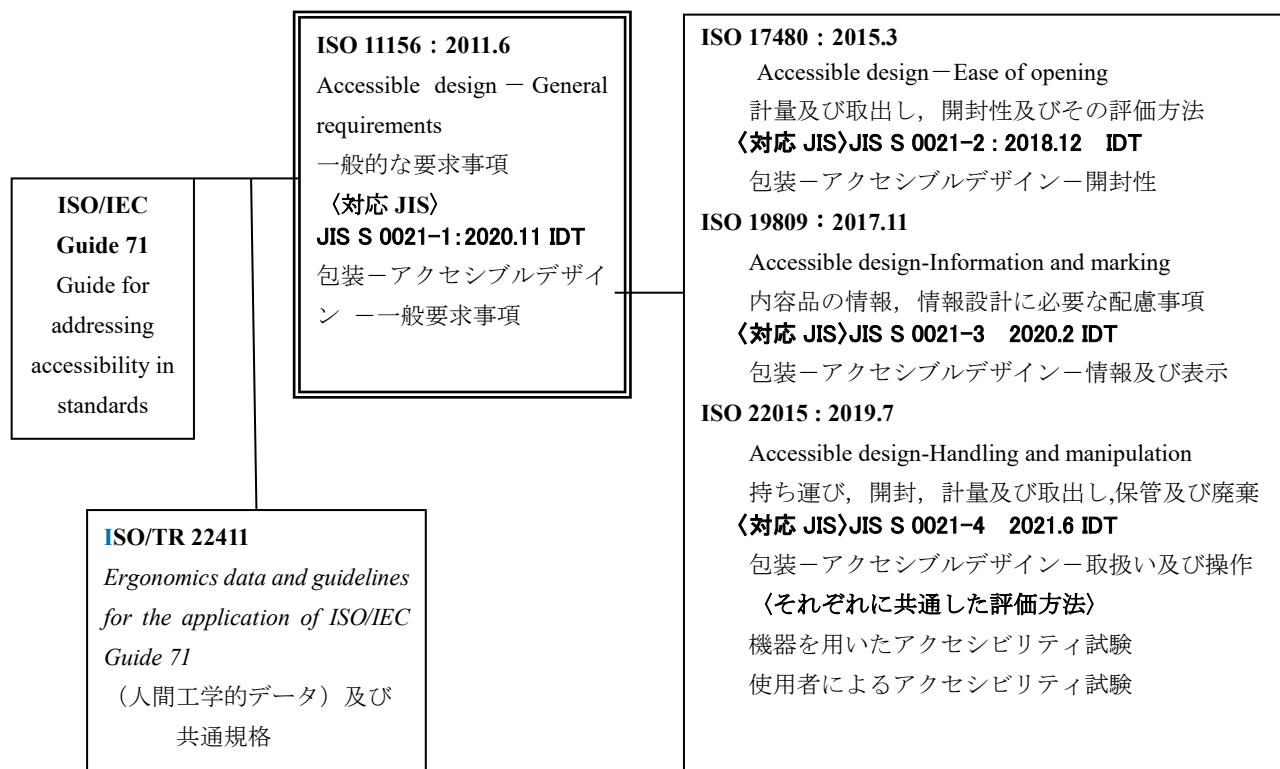 ISO/IEC
Guide 71
Guide for
addressing
accessibility in
standards
ISO/TR 22411
Ergonomics data and guidelines
for the application of ISO/IEC
Guide 71
（人間工学的データ）及び
共通規格
ISO 11156：2011.6
Accessible design － General
requirements
一般的な要求事項
〈対応 JIS〉
JIS S 0021-1：2020.11 IDT
包装－アクセシブルデザイ
ン －一般要求事項
ISO 17480：2015.3
Accessible design－Ease of opening
計量及び取出し，開封性及びその評価方法
〈対応 JIS〉JIS S 0021-2：2018.12 IDT
包装－アクセシブルデザイン－開封性
ISO 19809：2017.11
Accessible design-Information and marking
内容品の情報，情報設計に必要な配慮事項
〈対応 JIS〉JIS S 0021-3 2020.2 IDT
包装－アクセシブルデザイン－情報及び表示
ISO 22015 : 2019.7
Accessible design-Handling and manipulation
持ち運び，開封，計量及び取出し,保管及び廃棄
〈対応 JIS〉JIS S 0021-4 2021.6 IDT
包装－アクセシブルデザイン－取扱い及び操作
〈それぞれに共通した評価方法〉
機器を用いたアクセシビリティ試験
使用者によるアクセシビリティ試験